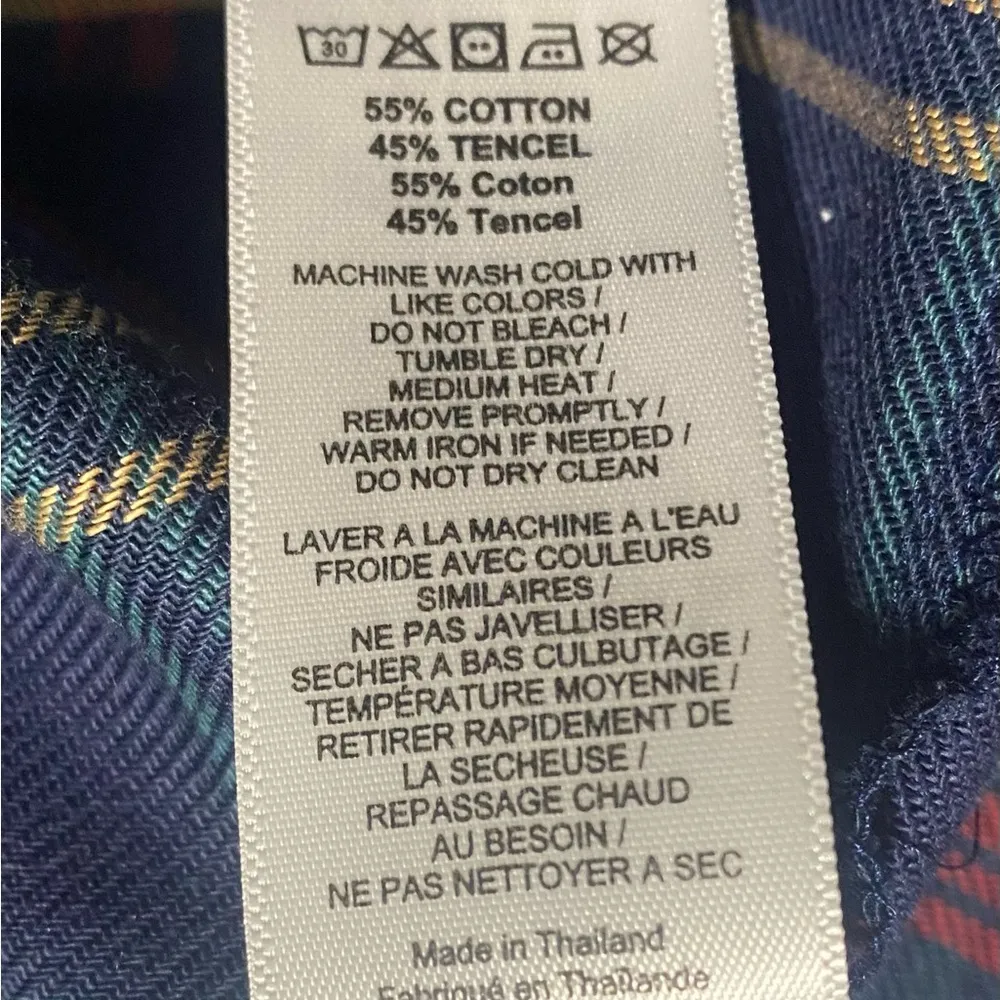 30
55% COTTON
45% TENCEL
55% Coton
45% Tencel
MACHINE WASH COLD WITH
LIKE COLORS /
DO NOT BLEACH /
TUMBLE DRY /
MEDIUM HEAT /
REMOVE PROMPTLY /
WARM IRON IF NEEDED /
DO NOT DRY CLEAN
LAVER A LA MACHINE A L'EAU
FROIDE AVEC COULEURS
SIMILAIRES /
NE PAS JAVELLISER /
SECHER A BAS CULBUTAGE /
TEMPÉRATURE MOYENNE /
RETIRER RAPIDEMENT DE
LA SECHEUSE /
REPASSAGE CHAUD
AU BESOIN /
NE PAS NETTOYER A SEC
Made in Thailand
Fabriqué en Thaïlande